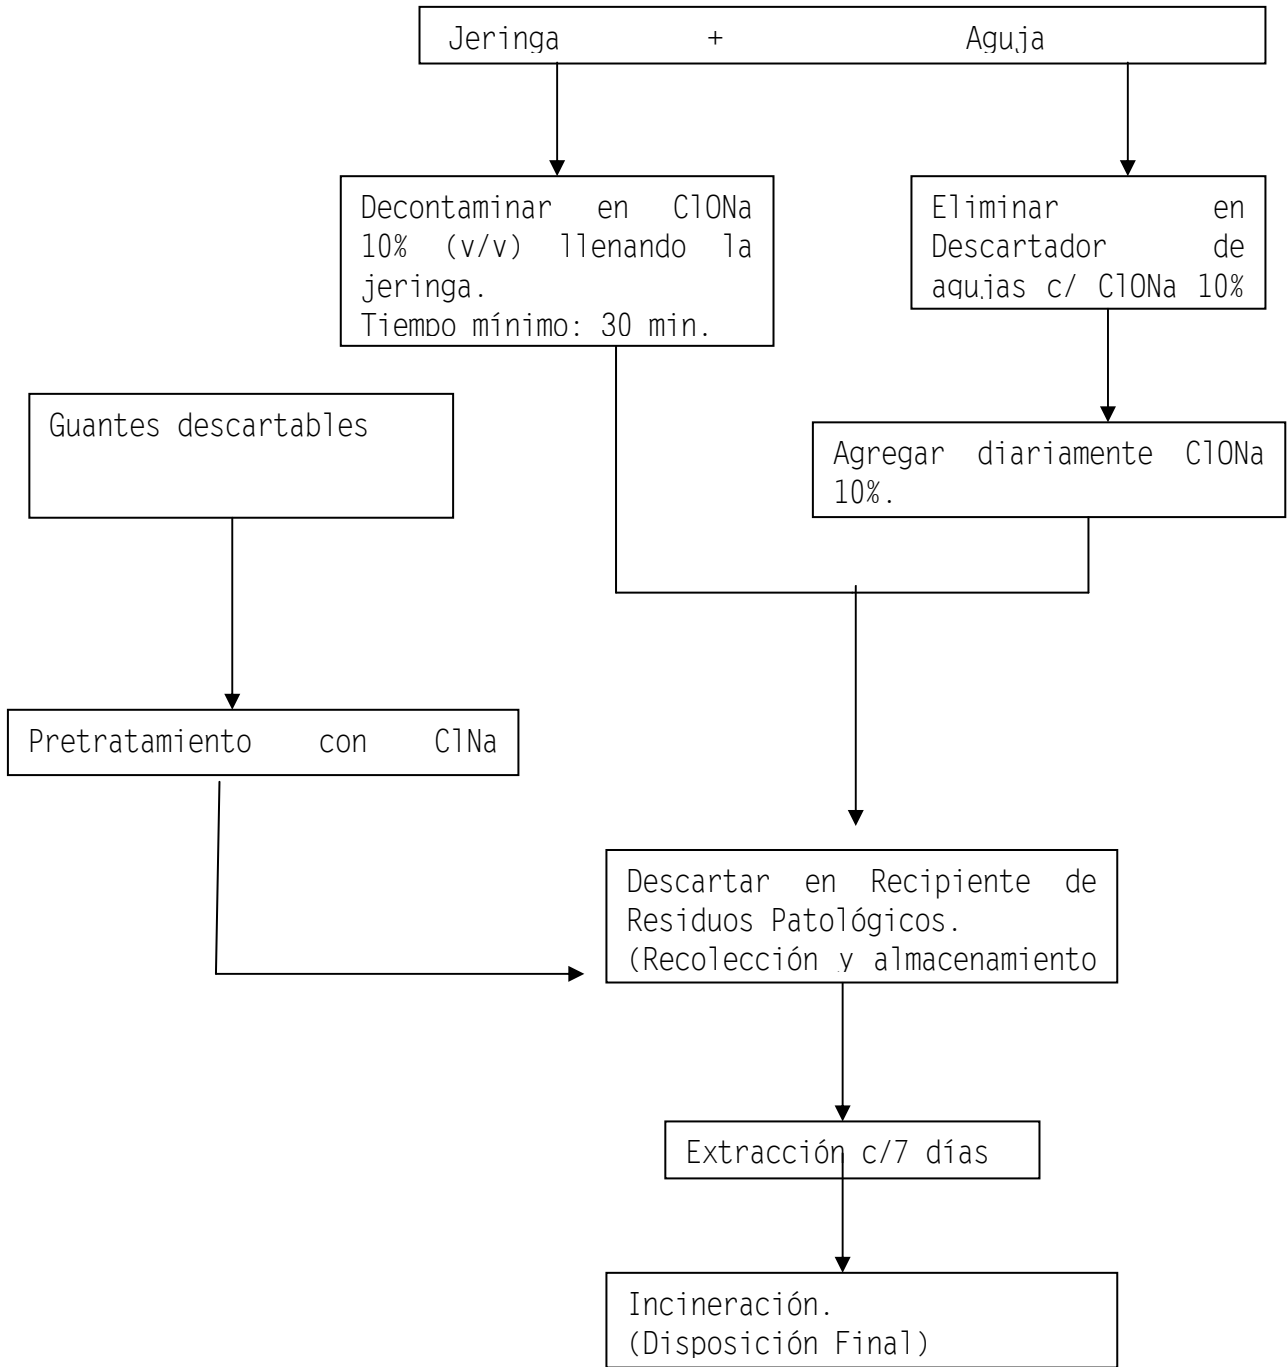 Jeringa + Aguja
Decontaminar en ClONa
10% (v/v) llenando la
jeringa.
Tiempo mínimo: 30 min.
Eliminar en
Descartador de
agujas c/ ClONa 10%
Guantes descartables
Agregar diariamente ClONa
10%.
Pretratamiento con ClNa
Descartar en Recipiente de
Residuos Patológicos.
(Recolección y almacenamiento
Extracción c/7 días
Incineración.
(Disposición Final)